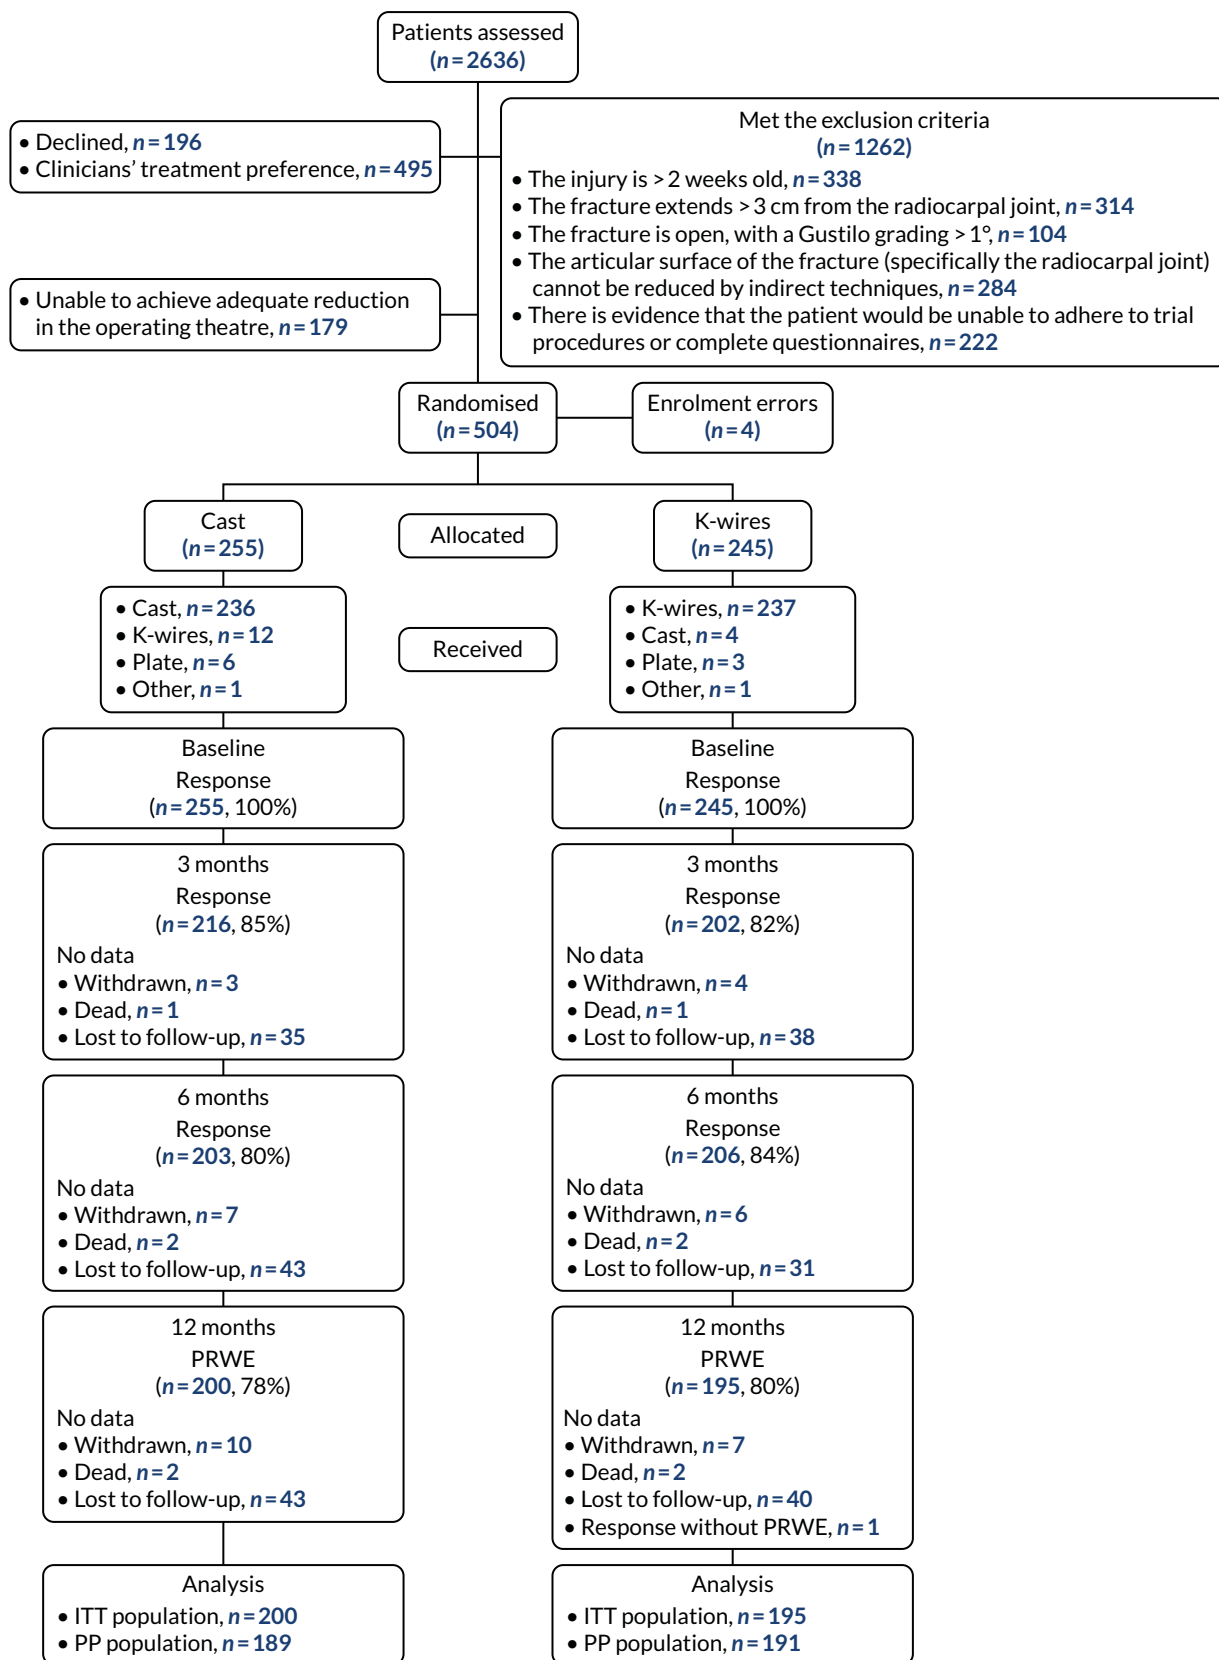 Patients assessed
(n = 2636)
• Declined, n = 196
• Clinicians’ treatment preference, n = 495
Met the exclusion criteria
(n = 1262)
• The injury is > 2 weeks old, n = 338
• The fracture extends > 3 cm from the radiocarpal joint, n = 314
• The fracture is open, with a Gustilo grading > 1°, n = 104
• The articular surface of the fracture (specifically the radiocarpal joint)
cannot be reduced by indirect techniques, n = 284
• There is evidence that the patient would be unable to adhere to trial
procedures or complete questionnaires, n = 222
• Unable to achieve adequate reduction
in the operating theatre, n = 179
Randomised
(n = 504)
Enrolment errors
(n = 4)
Cast
(n = 255)
Allocated
K-wires
(n = 245)
• Cast, n = 236
• K-wires, n = 12
• Plate, n = 6
• Other, n = 1
Received
• K-wires, n = 237
• Cast, n = 4
• Plate, n = 3
• Other, n = 1
Baseline
Response
(n = 255, 100%)
Baseline
Response
(n = 245, 100%)
3 months
Response
(n = 216, 85%)
No data
• Withdrawn, n = 3
• Dead, n = 1
• Lost to follow-up, n = 35
3 months
Response
(n = 202, 82%)
No data
• Withdrawn, n = 4
• Dead, n = 1
• Lost to follow-up, n = 38
6 months
Response
(n = 203, 80%)
No data
• Withdrawn, n = 7
• Dead, n = 2
• Lost to follow-up, n = 43
6 months
Response
(n = 206, 84%)
No data
• Withdrawn, n = 6
• Dead, n = 2
• Lost to follow-up, n = 31
12 months
PRWE
(n = 200, 78%)
No data
• Withdrawn, n = 10
• Dead, n = 2
• Lost to follow-up, n = 43
12 months
PRWE
(n = 195, 80%)
No data
• Withdrawn, n = 7
• Dead, n = 2
• Lost to follow-up, n = 40
• Response without PRWE, n = 1
Analysis
• ITT population, n = 200
• PP population, n = 189
Analysis
• ITT population, n = 195
• PP population, n = 191